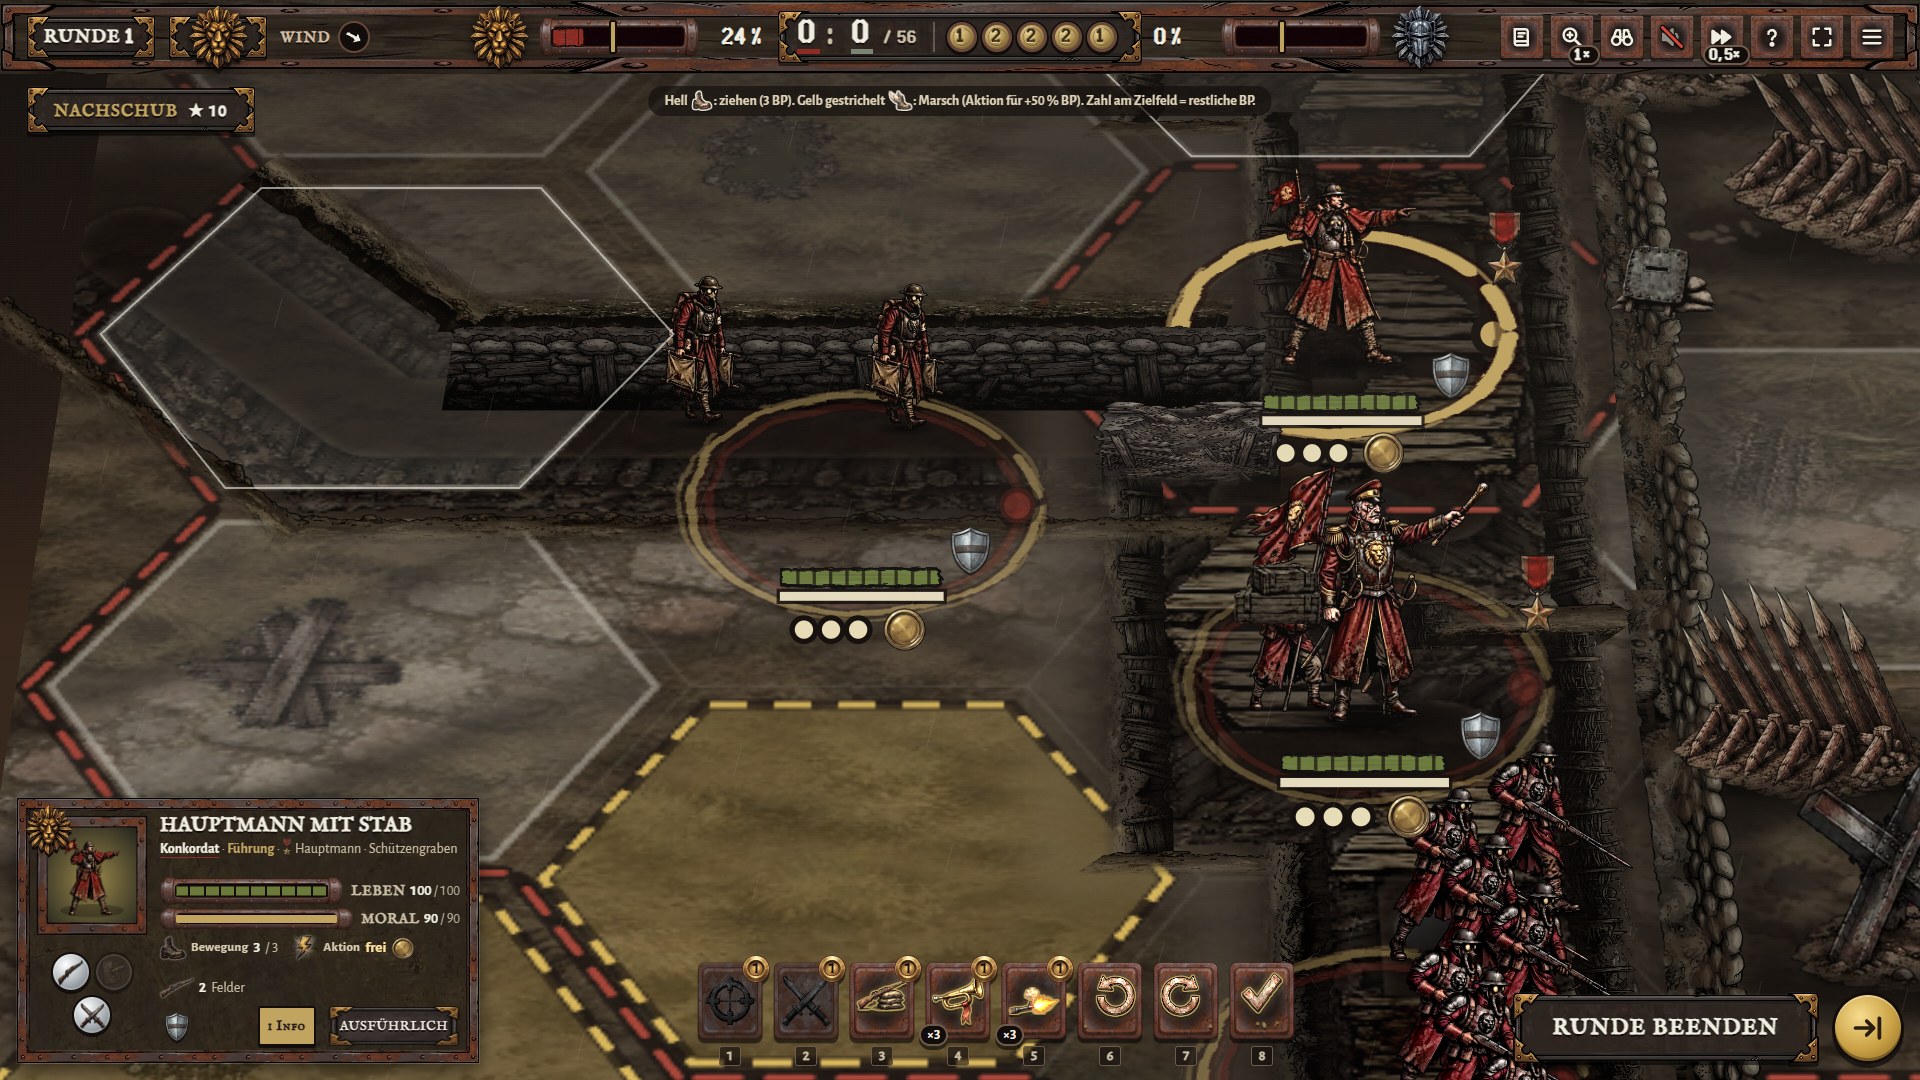 RUNDE 1
WIND
24%
0 : 0 / 56
1 2 2 2 1
0%
1×
0,5×
?
NACHSCHUB ★ 10
Hell : ziehen (3 BP). Gelb gestrichelt : Marsch (Aktion für +50 % BP). Zahl am Zielfeld = restliche BP.
HAUPTMANN MIT STAB
Konkordat · Führung · Hauptmann · Schützengraben
LEBEN 100/100
MORAL 90/90
Bewegung 3 / 3 Aktion frei
2 Felder
i INFO
AUSFÜHRLICH
1 1 1 1 1
×3 ×3
1 2 3 4 5 6 7 8
RUNDE BEENDEN